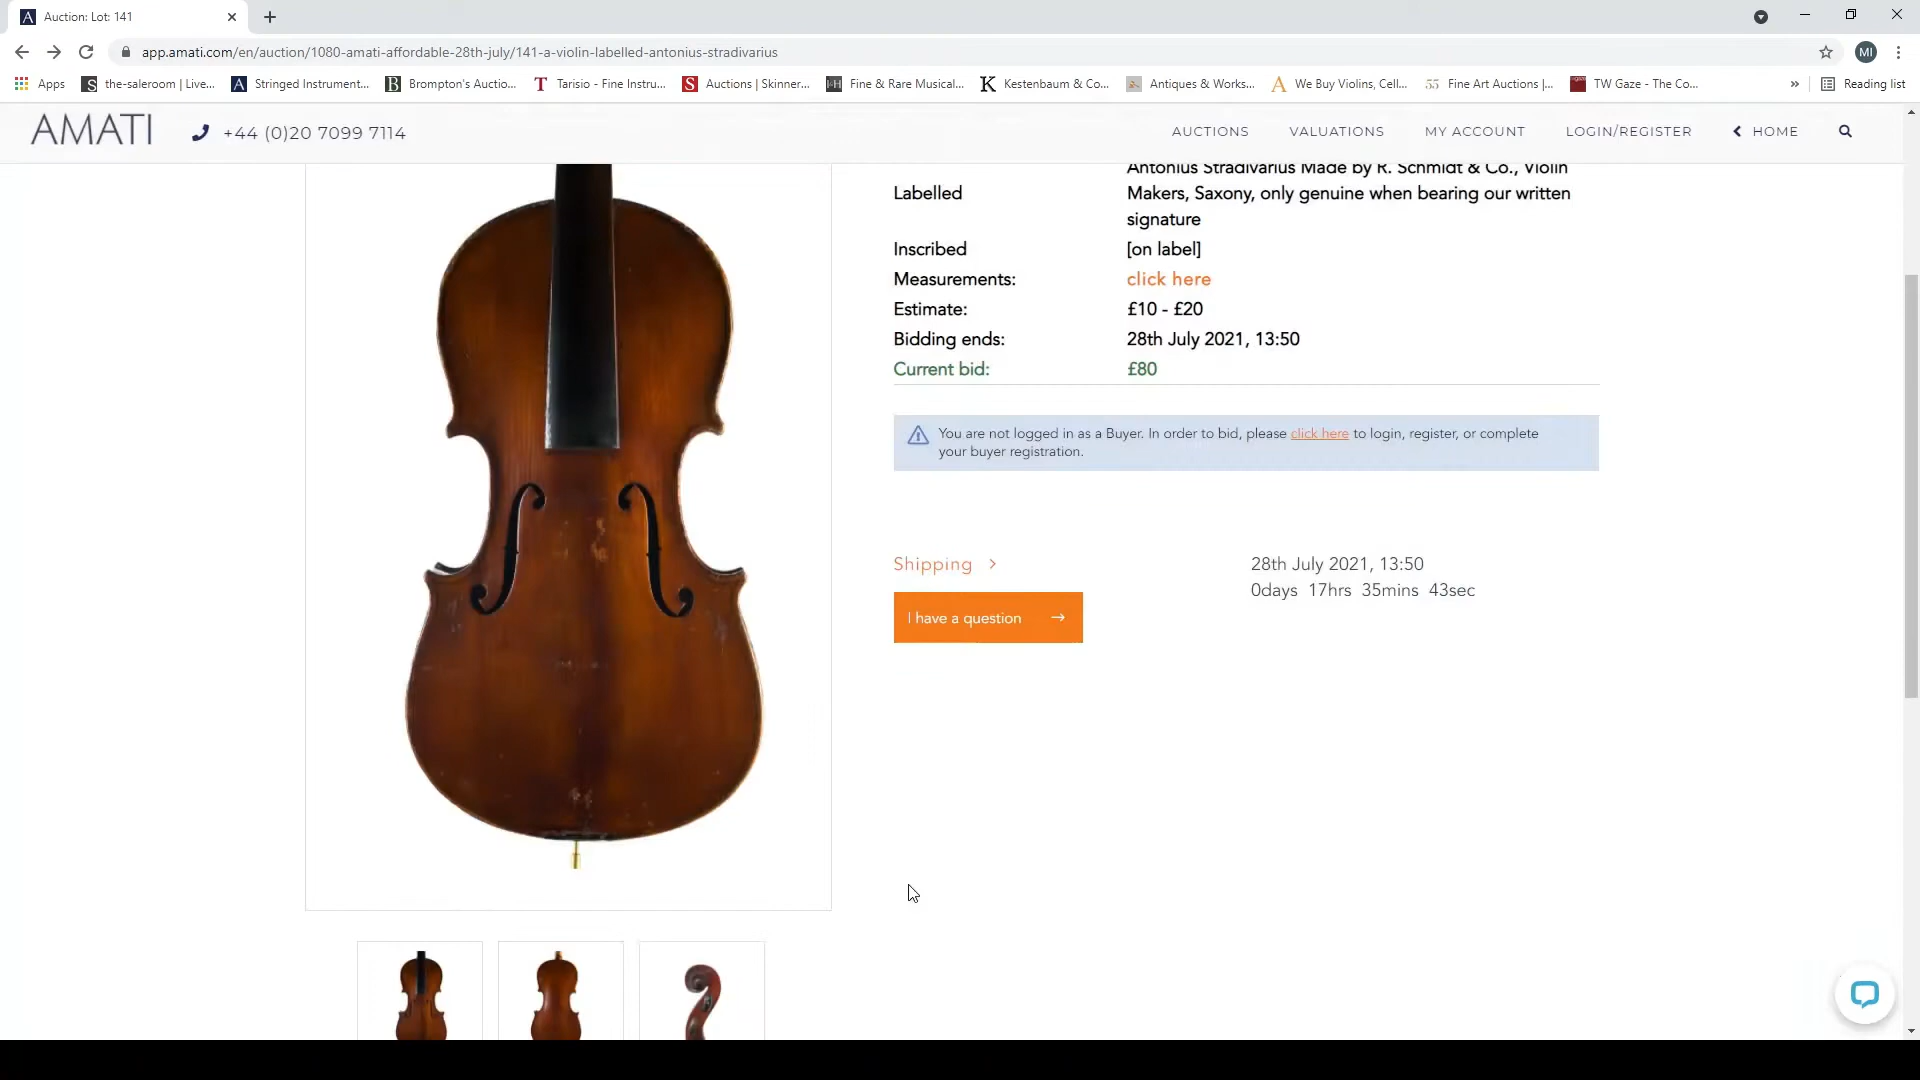 Auction: Lot: 141
app.amati.com/en/auction/1080-amati-affordable-28th-july/141-a-violin-labelled-antonius-stradivarius
MI
Apps
the-saleroom | Live...
Stringed Instrument...
Brompton's Auctio...
Tarisio - Fine Instru...
Auctions | Skinner...
Fine & Rare Musical...
Kestenbaum & Co...
Antiques & Works...
We Buy Violins, Cell...
Fine Art Auctions |...
TW Gaze - The Co...
»
Reading list
AMATI
+44 (0)20 7099 7114
AUCTIONS
VALUATIONS
MY ACCOUNT
LOGIN/REGISTER
HOME
Antonius Stradivarius Made by R. Schmidt & Co., Violin
Labelled Makers, Saxony, only genuine when bearing our written
signature
Inscribed [on label]
Measurements: click here
Estimate: £10 - £20
Bidding ends: 28th July 2021, 13:50
Current bid: £80
You are not logged in as a Buyer. In order to bid, please click here to login, register, or complete
your buyer registration.
Shipping >
28th July 2021, 13:50
0days 17hrs 35mins 43sec
I have a question →